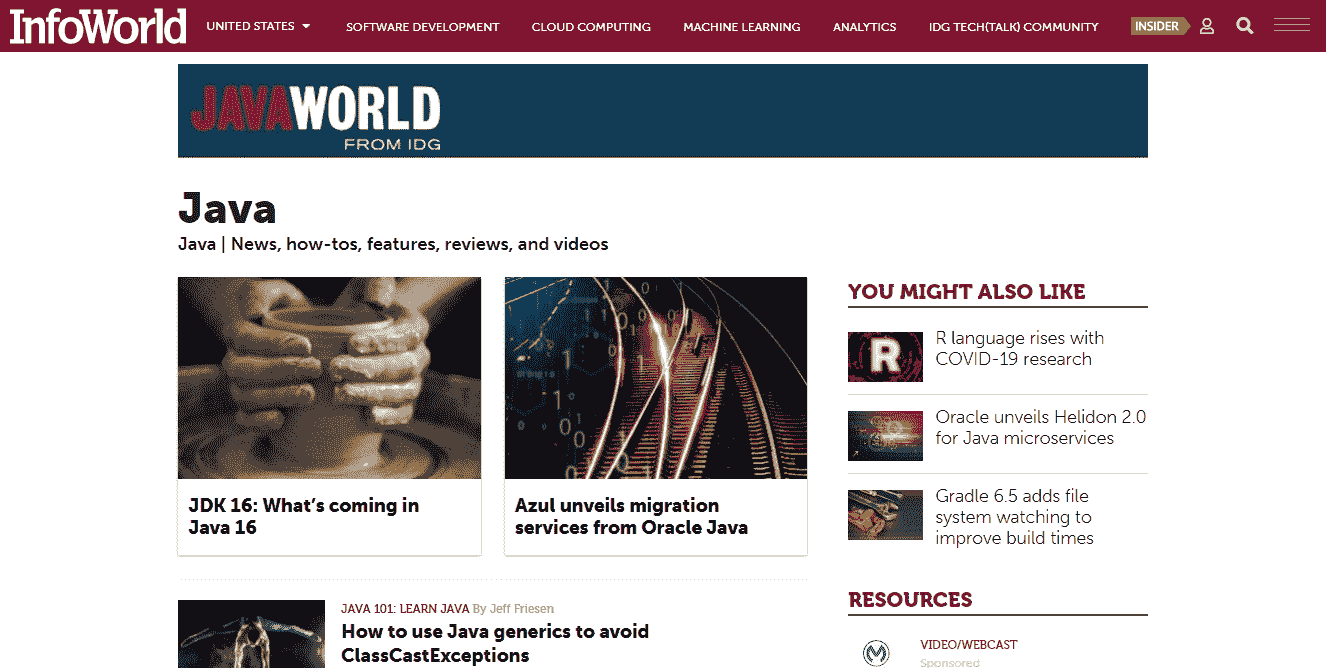 InfoWorld
UNITED STATES
SOFTWARE DEVELOPMENT
CLOUD COMPUTING
MACHINE LEARNING
ANALYTICS
IDG TECH(TALK) COMMUNITY
INSIDER
JAVAWORLD
FROM IDG
Java
Java | News, how-tos, features, reviews, and videos
JDK 16: What’s coming in
Java 16
Azul unveils migration
services from Oracle Java
JAVA 101: LEARN JAVA By Jeff Friesen
How to use Java generics to avoid
ClassCastExceptions
YOU MIGHT ALSO LIKE
R
R language rises with
COVID-19 research
Oracle unveils Helidon 2.0
for Java microservices
Gradle 6.5 adds file
system watching to
improve build times
RESOURCES
VIDEO/WEBCAST
Sponsored